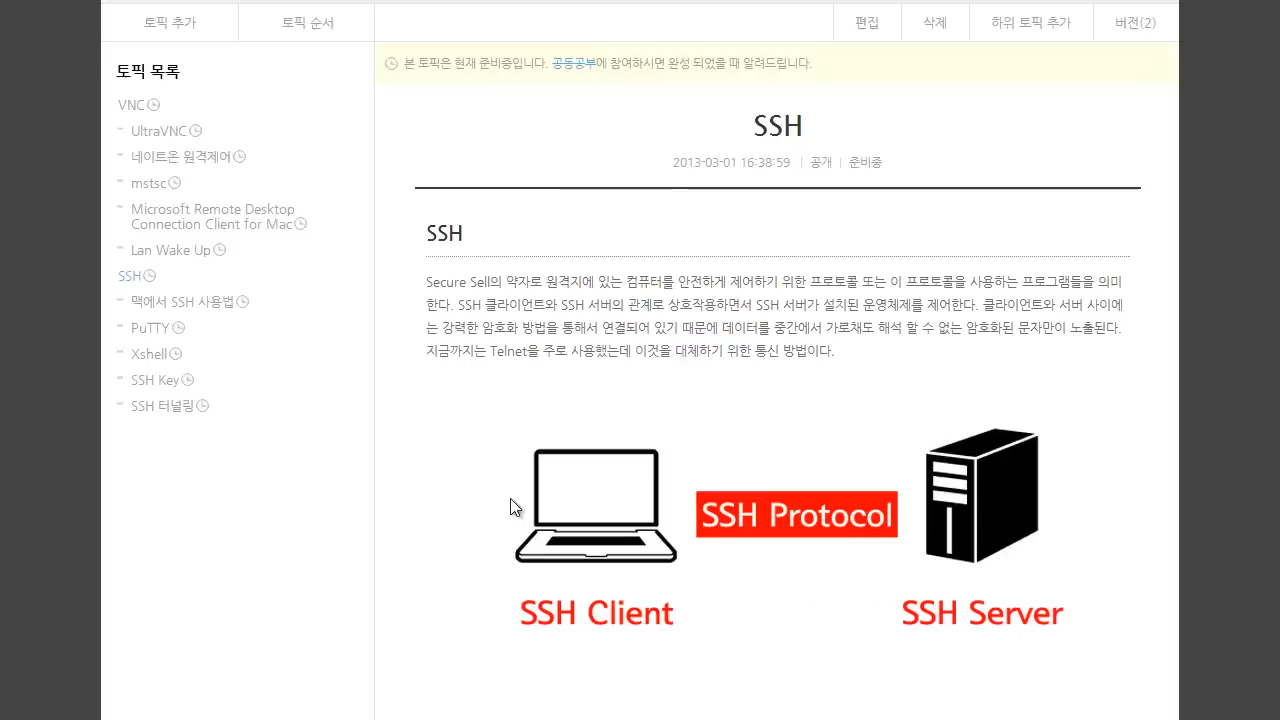 토픽 추가
토픽 순서
편집
삭제
하위 토픽 추가
버전(2)
토픽 목록
VNC
UltraVNC
네이트온 원격제어
mstsc
Microsoft Remote Desktop
Connection Client for Mac
Lan Wake Up
SSH
맥에서 SSH 사용법
PuTTY
Xshell
SSH Key
SSH 터널링
본 토픽은 현재 준비중입니다. 공동공부에 참여하시면 완성 되었을 때 알려드립니다.
SSH
2013-03-01 16:38:59 | 공개 | 준비중
SSH
Secure Sell의 약자로 원격지에 있는 컴퓨터를 안전하게 제어하기 위한 프로토콜 또는 이 프로토콜을 사용하는 프로그램들을 의미
한다. SSH 클라이언트와 SSH 서버의 관계로 상호작용하면서 SSH 서버가 설치된 운영체제를 제어한다. 클라이언트와 서버 사이에
는 강력한 암호화 방법을 통해서 연결되어 있기 때문에 데이터를 중간에서 가로채도 해석 할 수 없는 암호화된 문자만이 노출된다.
지금까지는 Telnet을 주로 사용했는데 이것을 대체하기 위한 통신 방법이다.
SSH Protocol
SSH Client
SSH Server